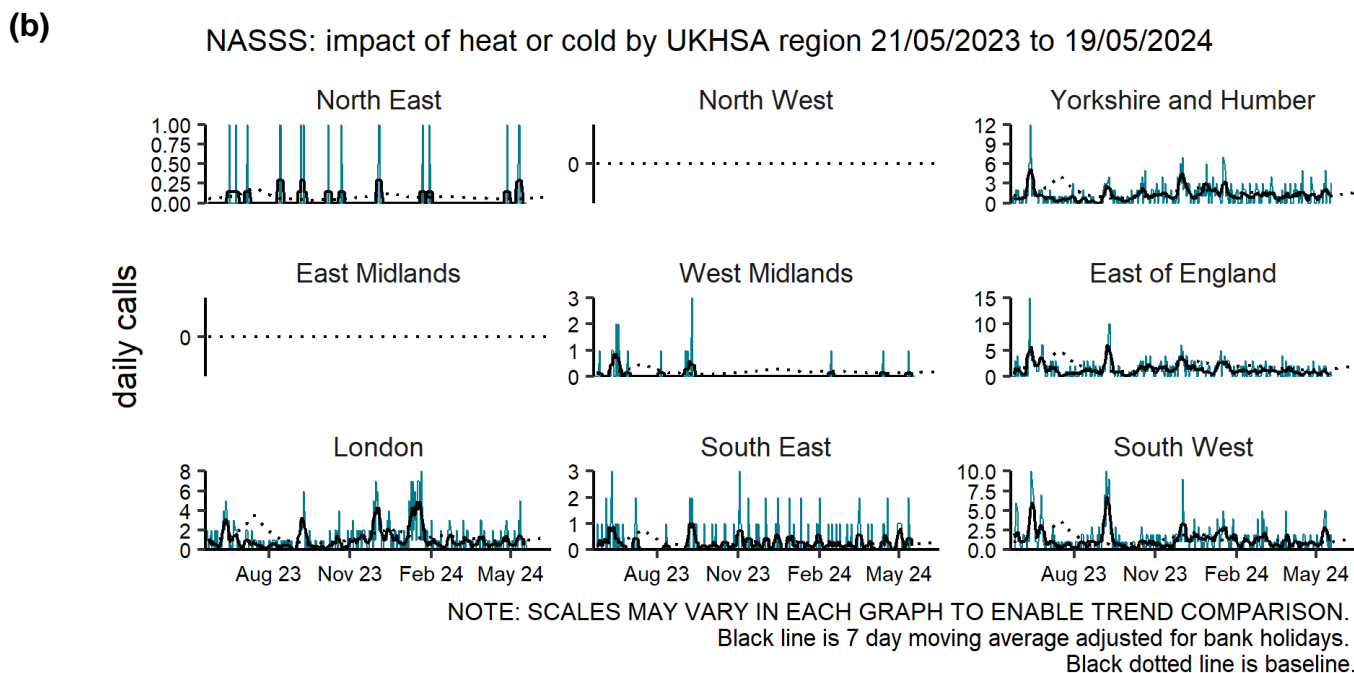 (b)
NASSS: impact of heat or cold by UKHSA region 21/05/2023 to 19/05/2024
daily calls
North East
1.00
0.75
0.50
0.25
0.00
North West
0
Yorkshire and Humber
12
9
6
3
0
East Midlands
0
West Midlands
3
2
1
0
East of England
15
10
5
0
London
8
6
4
2
0
Aug 23 Nov 23 Feb 24 May 24
South East
3
2
1
0
Aug 23 Nov 23 Feb 24 May 24
South West
10.0
7.5
5.0
2.5
0.0
Aug 23 Nov 23 Feb 24 May 24
NOTE: SCALES MAY VARY IN EACH GRAPH TO ENABLE TREND COMPARISON.
Black line is 7 day moving average adjusted for bank holidays.
Black dotted line is baseline.